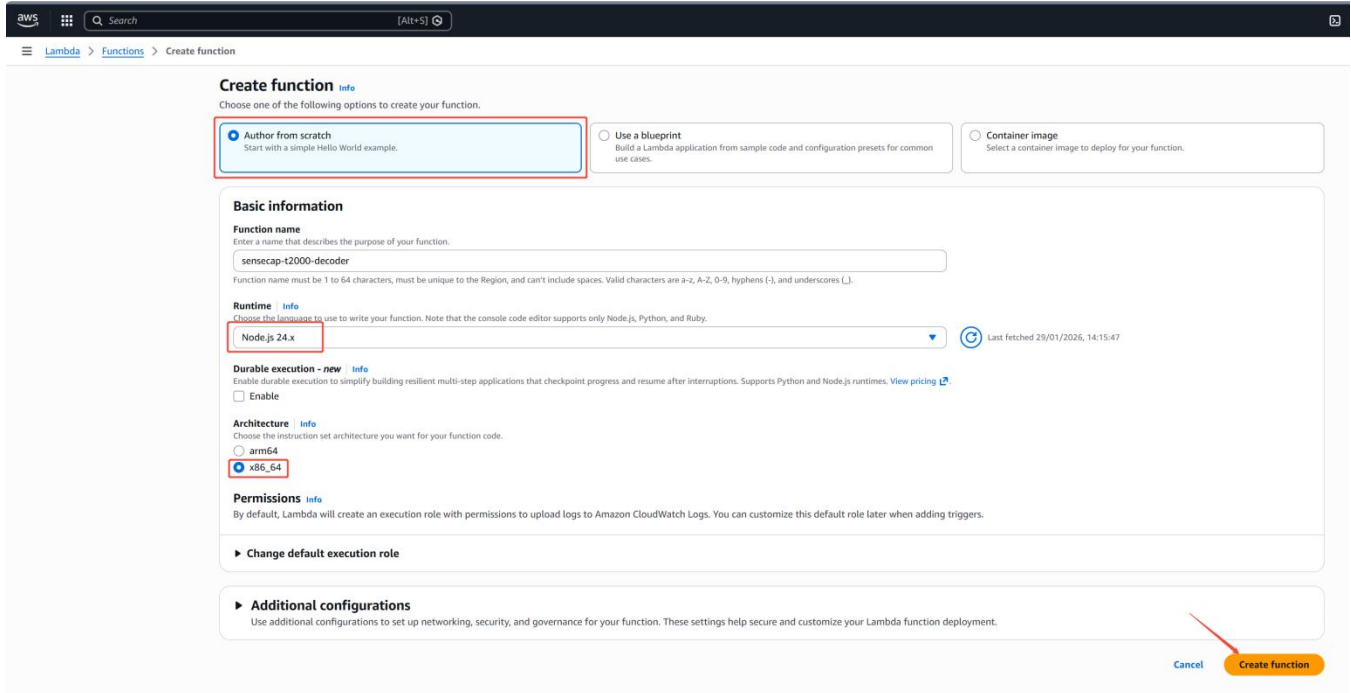 aws
Search
[Alt+S]
Lambda > Functions > Create function
Create function Info
Choose one of the following options to create your function.
Author from scratch
Start with a simple Hello World example.
Use a blueprint
Build a Lambda application from sample code and configuration presets for common
use cases.
Container image
Select a container image to deploy for your function.
Basic information
Function name
Enter a name that describes the purpose of your function.
sensecap-t2000-decoder
Function name must be 1 to 64 characters, must be unique to the Region, and can't include spaces. Valid characters are a-z, A-Z, 0-9, hyphens (-), and underscores (_).
Runtime Info
Choose the language to use to write your function. Note that the console code editor supports only Node.js, Python, and Ruby.
Node.js 24.x
Last fetched 29/01/2026, 14:15:47
Durable execution - new Info
Enable durable execution to simplify building resilient multi-step applications that checkpoint progress and resume after interruptions. Supports Python and Node.js runtimes. View pricing.
Enable
Architecture Info
Choose the instruction set architecture you want for your function code.
arm64
x86_64
Permissions Info
By default, Lambda will create an execution role with permissions to upload logs to Amazon CloudWatch Logs. You can customize this default role later when adding triggers.
Change default execution role
Additional configurations
Use additional configurations to set up networking, security, and governance for your function. These settings help secure and customize your Lambda function deployment.
Cancel
Create function